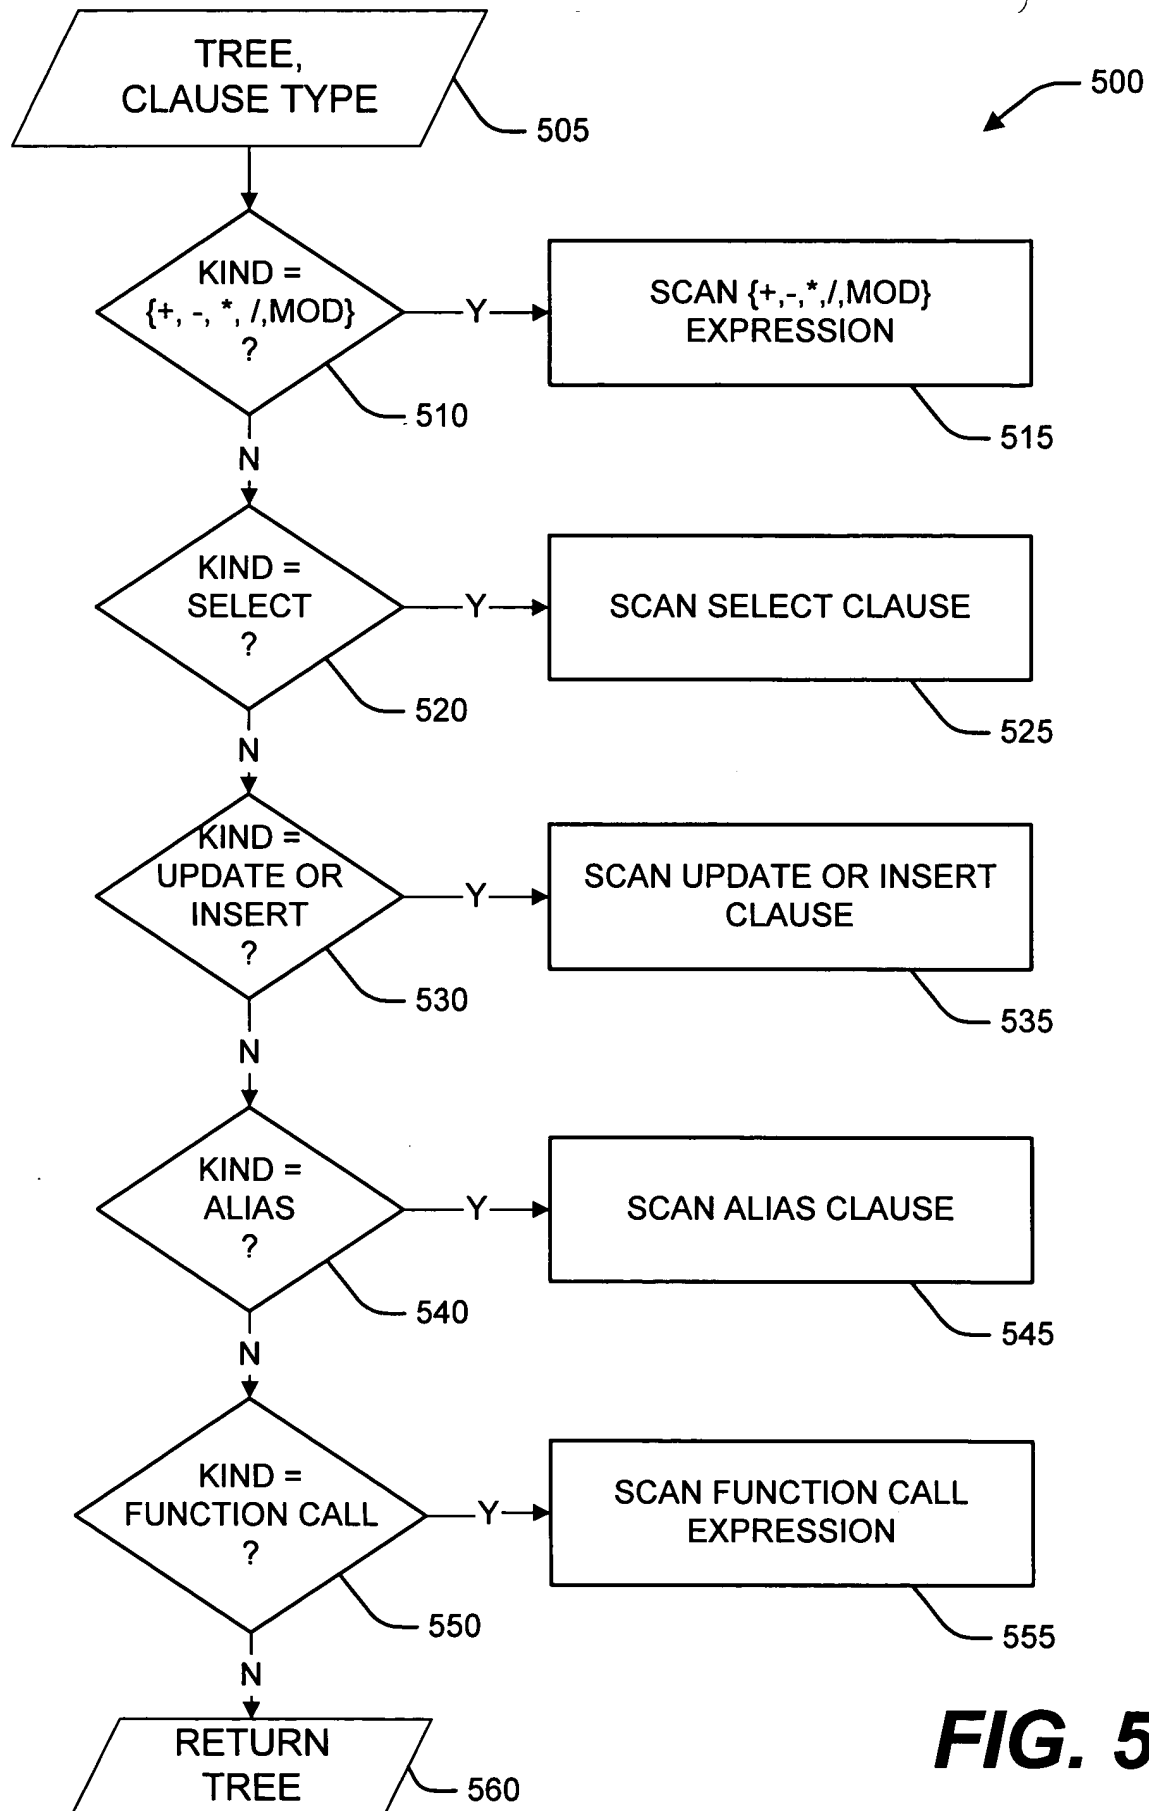 TREE,
CLAUSE TYPE
505
500
KIND =
{+, -, *, /,MOD}
?
Y
SCAN {+,-,*,/,MOD}
EXPRESSION
510
515
N
KIND =
SELECT
?
Y
SCAN SELECT CLAUSE
520
525
N
KIND =
UPDATE OR
INSERT
?
Y
SCAN UPDATE OR INSERT
CLAUSE
530
535
N
KIND =
ALIAS
?
Y
SCAN ALIAS CLAUSE
540
545
N
KIND =
FUNCTION CALL
?
Y
SCAN FUNCTION CALL
EXPRESSION
550
555
N
RETURN
TREE
560
FIG. 5